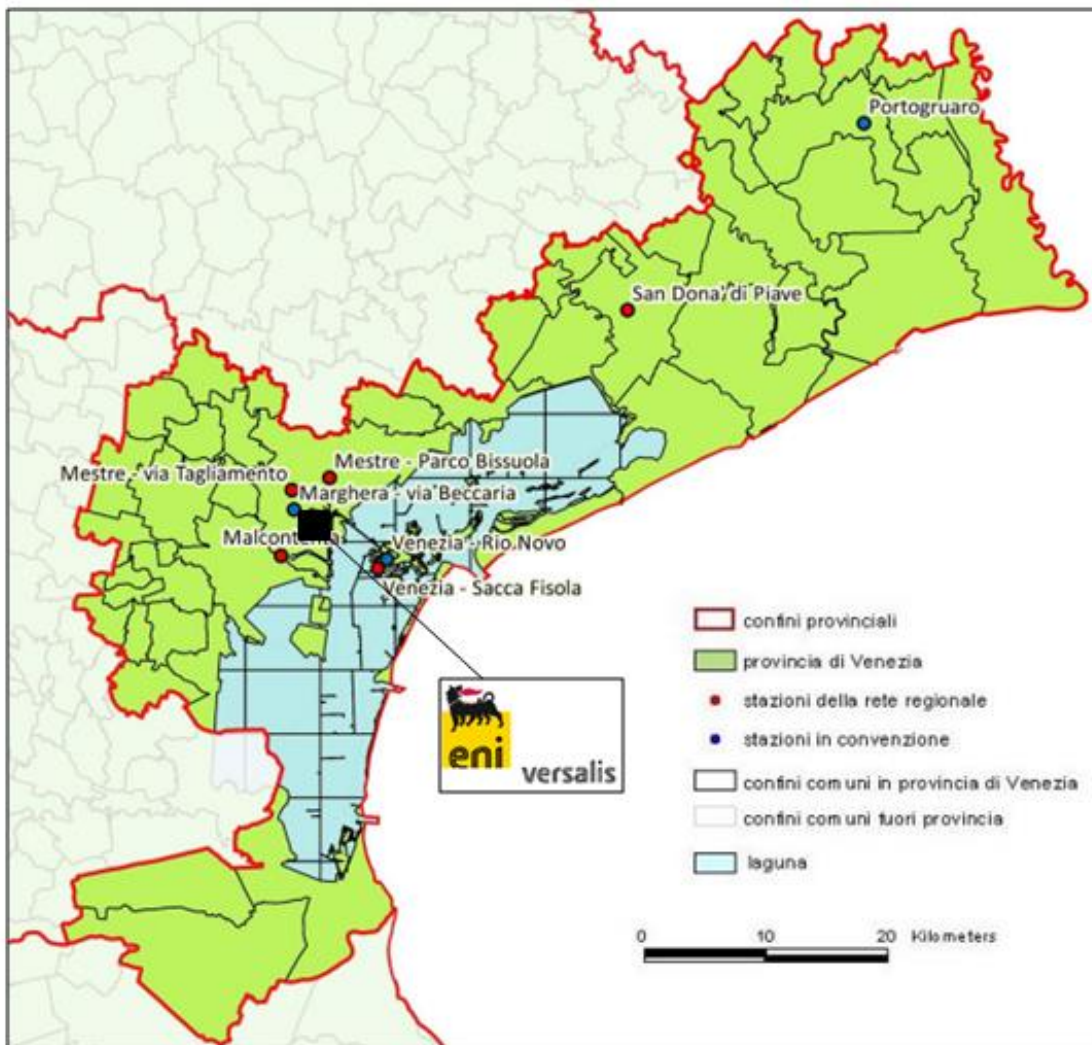 Portogruaro
San Dona' di Piave
Mestre - Parco Bissuola
Mestre - via Tagliamento
Marghera - via Beccaria
Malcontenta
Venezia - Rio Novo
Venezia - Sacca Fisola
eni
versalis
confini provinciali
provincia di Venezia
stazioni della rete regionale
stazioni in convenzione
confini comuni in provincia di Venezia
confini comuni fuori provincia
laguna
0 10 20 Kilometers